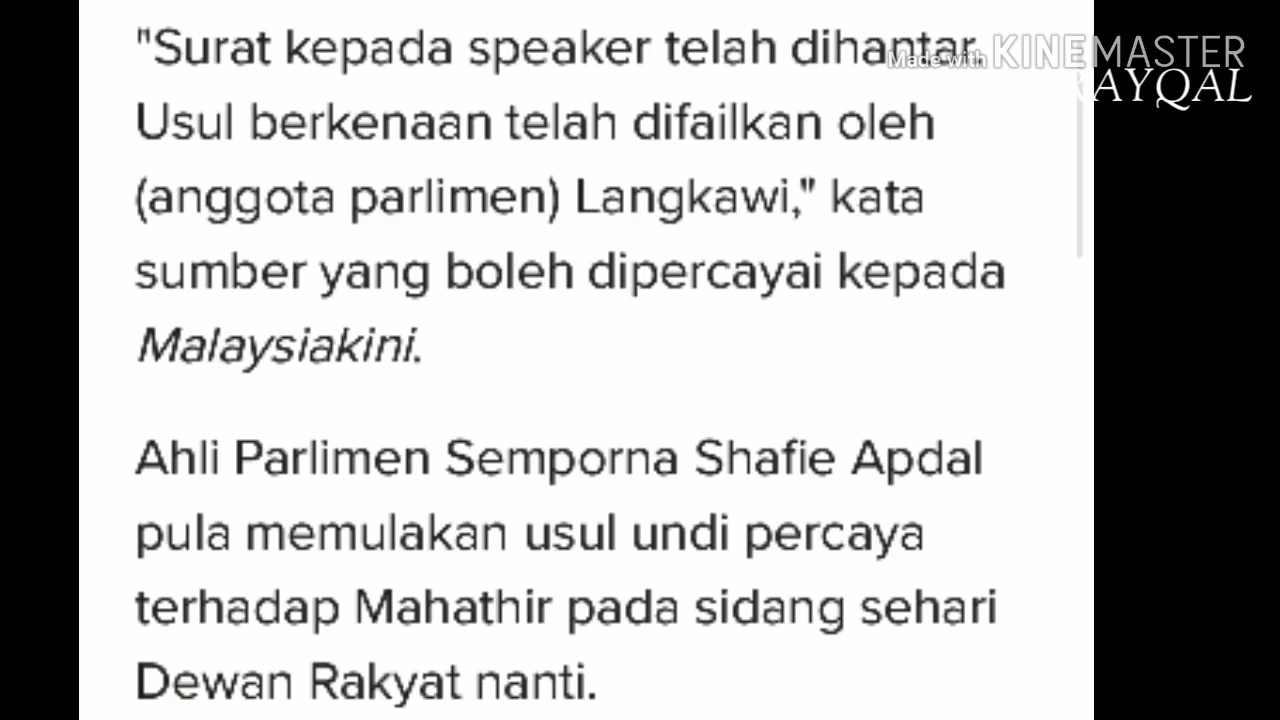 "Surat kepada speaker telah dihantar.
Made with KINEMASTER
AYQAL
Usul berkenaan telah difailkan oleh
(anggota parlimen) Langkawi," kata
sumber yang boleh dipercayai kepada
Malaysiakini.
Ahli Parlimen Semporna Shafie Apdal
pula memulakan usul undi percaya
terhadap Mahathir pada sidang sehari
Dewan Rakyat nanti.